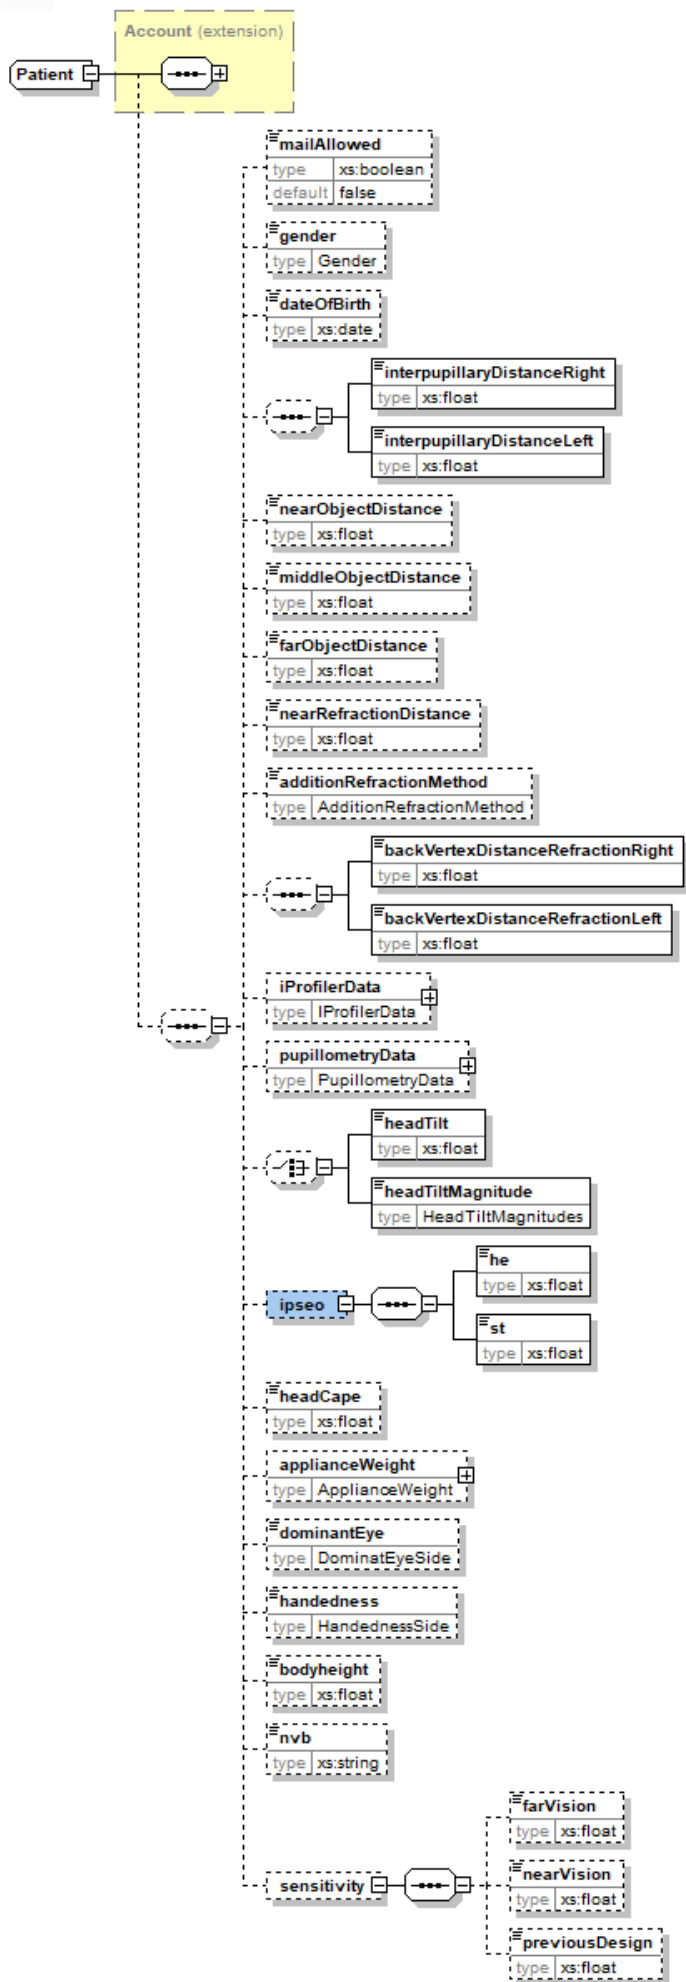 Account (extension)
Patient
mailAllowed
type xs:boolean
default false
gender
type Gender
dateOfBirth
type xs:date
interpupillaryDistanceRight
type xs:float
interpupillaryDistanceLeft
type xs:float
nearObjectDistance
type xs:float
middleObjectDistance
type xs:float
farObjectDistance
type xs:float
nearRefractionDistance
type xs:float
additionRefractionMethod
type AdditionRefractionMethod
backVertexDistanceRefractionRight
type xs:float
backVertexDistanceRefractionLeft
type xs:float
iProfilerData
type IProfilerData
pupillometryData
type PupillometryData
headTilt
type xs:float
headTiltMagnitude
type HeadTiltMagnitudes
he
type xs:float
ipseo
st
type xs:float
headCape
type xs:float
applianceWeight
type ApplianceWeight
dominantEye
type DominatEyeSide
handedness
type HandednessSide
bodyheight
type xs:float
nvb
type xs:string
farVision
type xs:float
nearVision
sensitivity
type xs:float
previousDesign
type xs:float